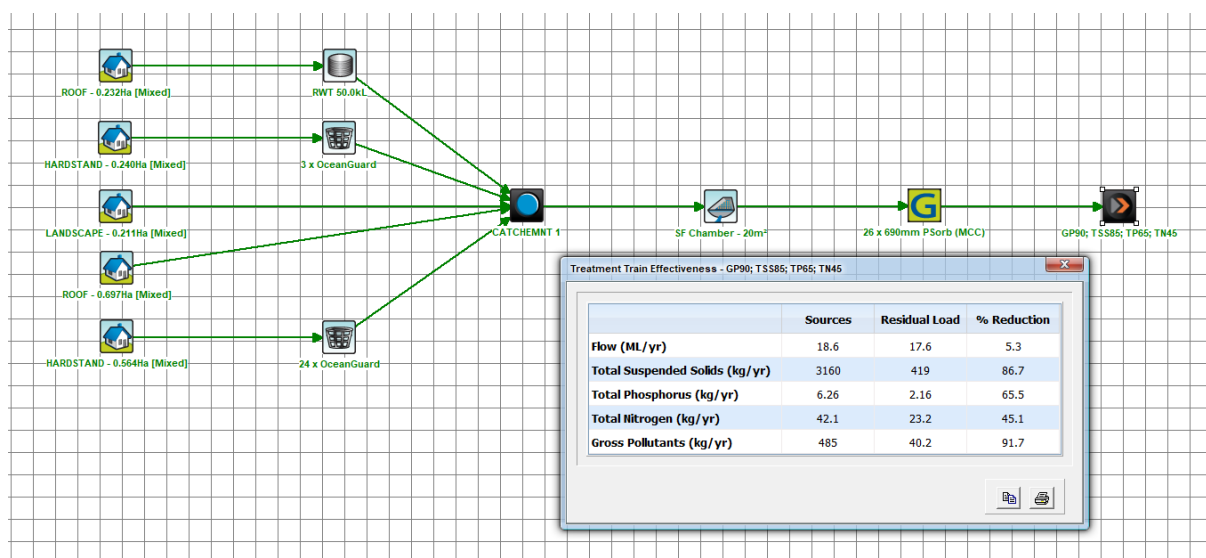 ROOF - 0.232Ha [Mixed]
RWT 50.0kL
HARDSTAND - 0.240Ha [Mixed]
3 x OceanGuard
LANDSCAPE - 0.211Ha [Mixed]
CATCHEMNT 1
SF Chamber - 20m²
G
26 x 690mm PSorb (MCC)
GP90; TSS85; TP65; TN45
ROOF - 0.697Ha [Mixed]
HARDSTAND - 0.564Ha [Mixed]
24 x OceanGuard
Treatment Train Effectiveness - GP90; TSS85; TP65; TN45
Sources Residual Load % Reduction
Flow (ML/yr) 18.6 17.6 5.3
Total Suspended Solids (kg/yr) 3160 419 86.7
Total Phosphorus (kg/yr) 6.26 2.16 65.5
Total Nitrogen (kg/yr) 42.1 23.2 45.1
Gross Pollutants (kg/yr) 485 40.2 91.7